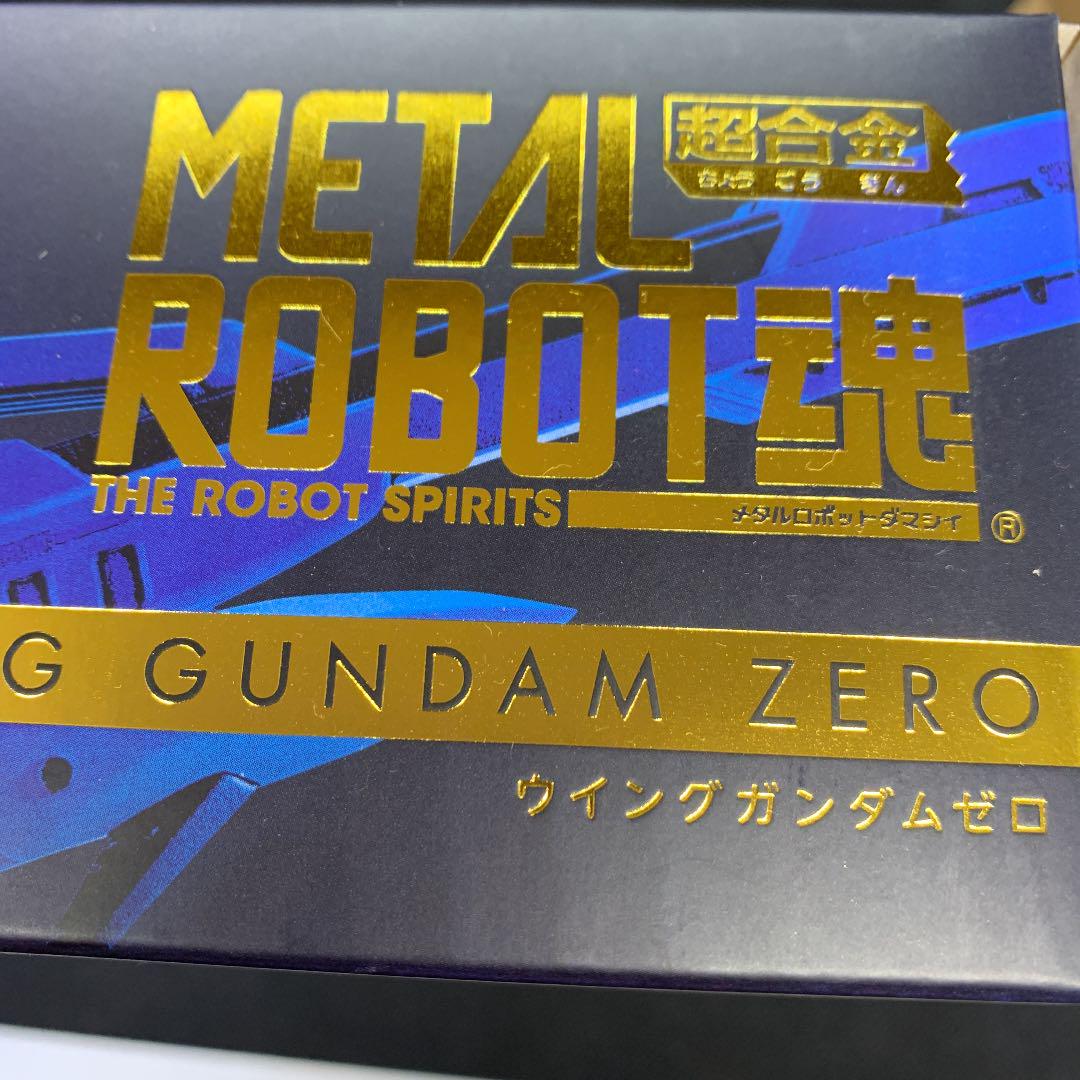 METAL
超合金
ちょう ごう きん
ROBOT魂
THE ROBOT SPIRITS
メタルロボットダマシイ ®
G GUNDAM ZERO
ウイングガンダムゼロ